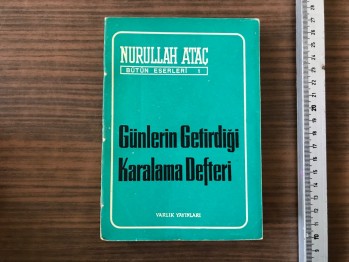 NURULLAH ATAÇ
BÜTÜN ESERLERİ 1
Günlerin Getirdiği
Karalama Defteri
VARLIK YAYINLARI